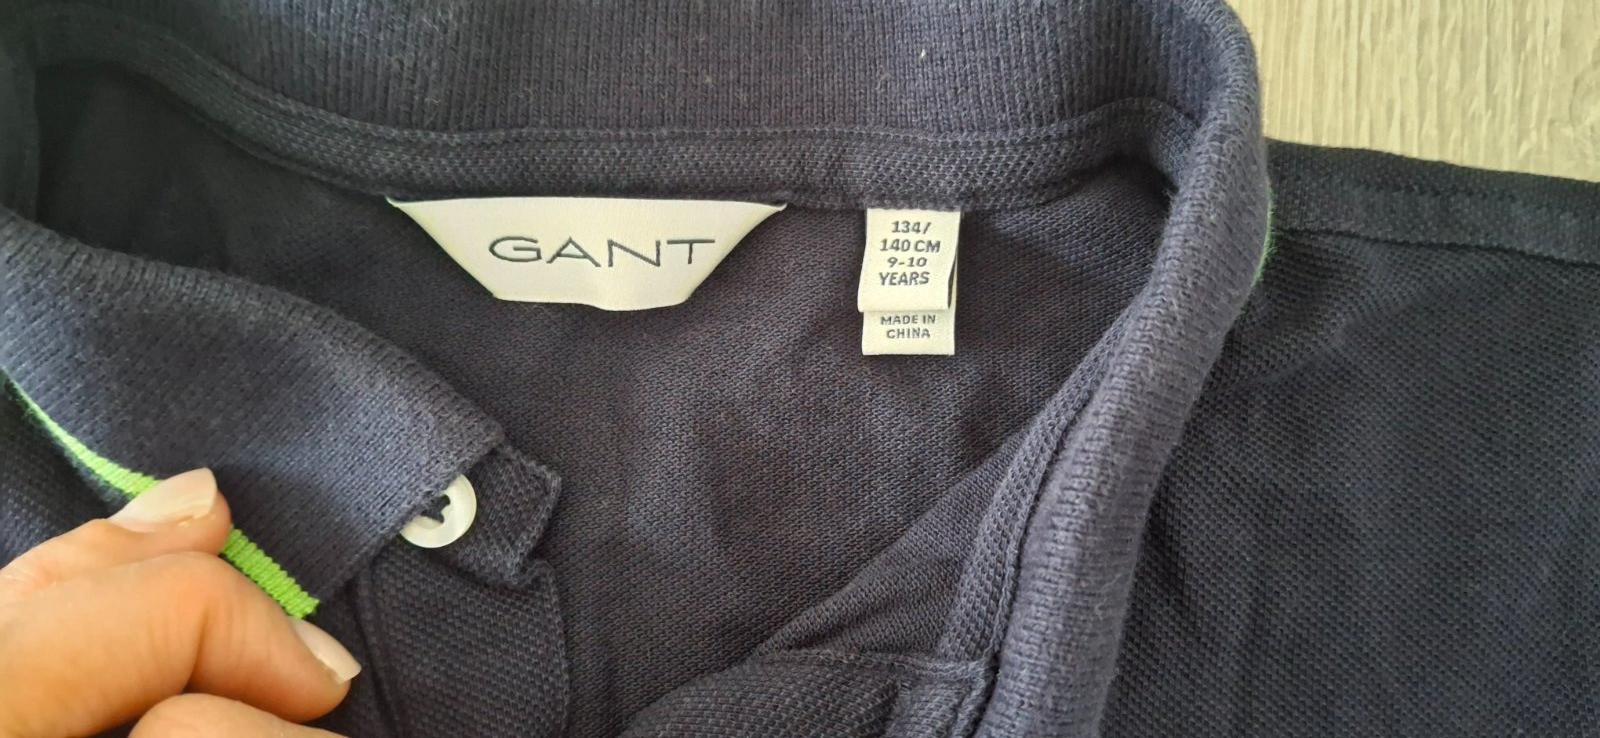 GANT
134/
140 CM
9-10
YEARS
MADE IN
CHINA